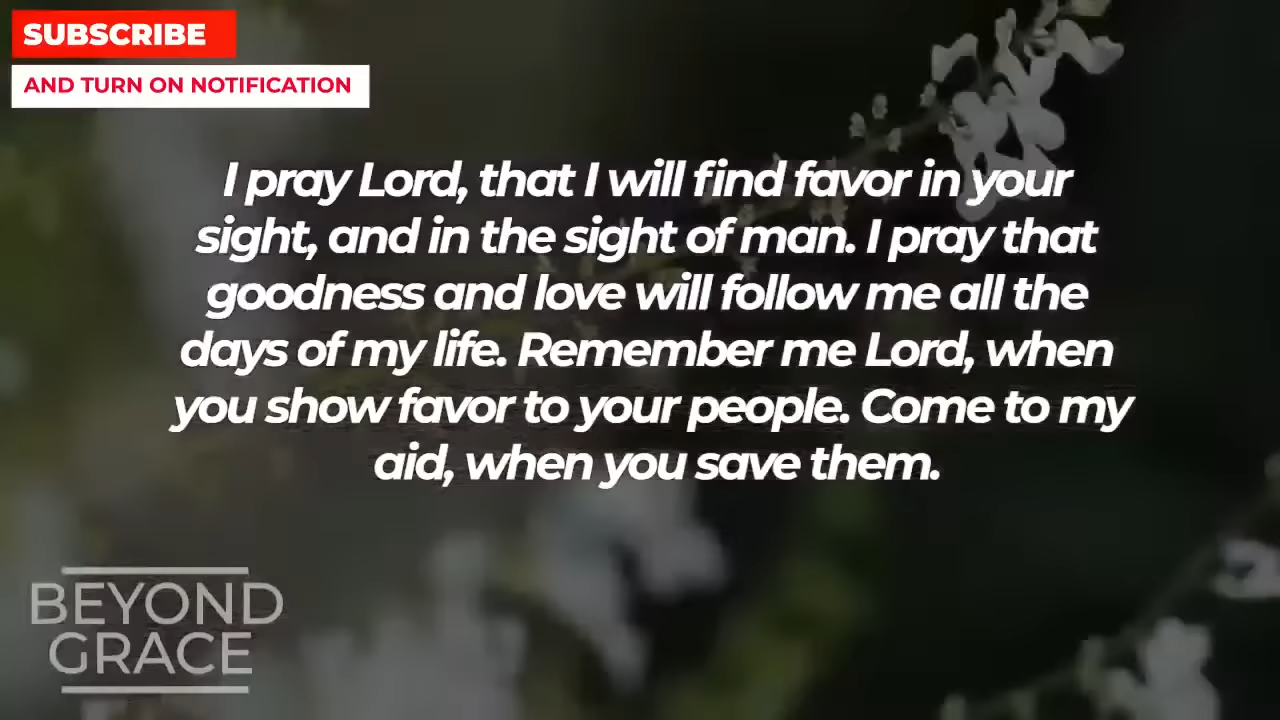 SUBSCRIBE
AND TURN ON NOTIFICATION
I pray Lord, that I will find favor in your
sight, and in the sight of man. I pray that
goodness and love will follow me all the
days of my life. Remember me Lord, when
you show favor to your people. Come to my
aid, when you save them.
BEYOND
GRACE